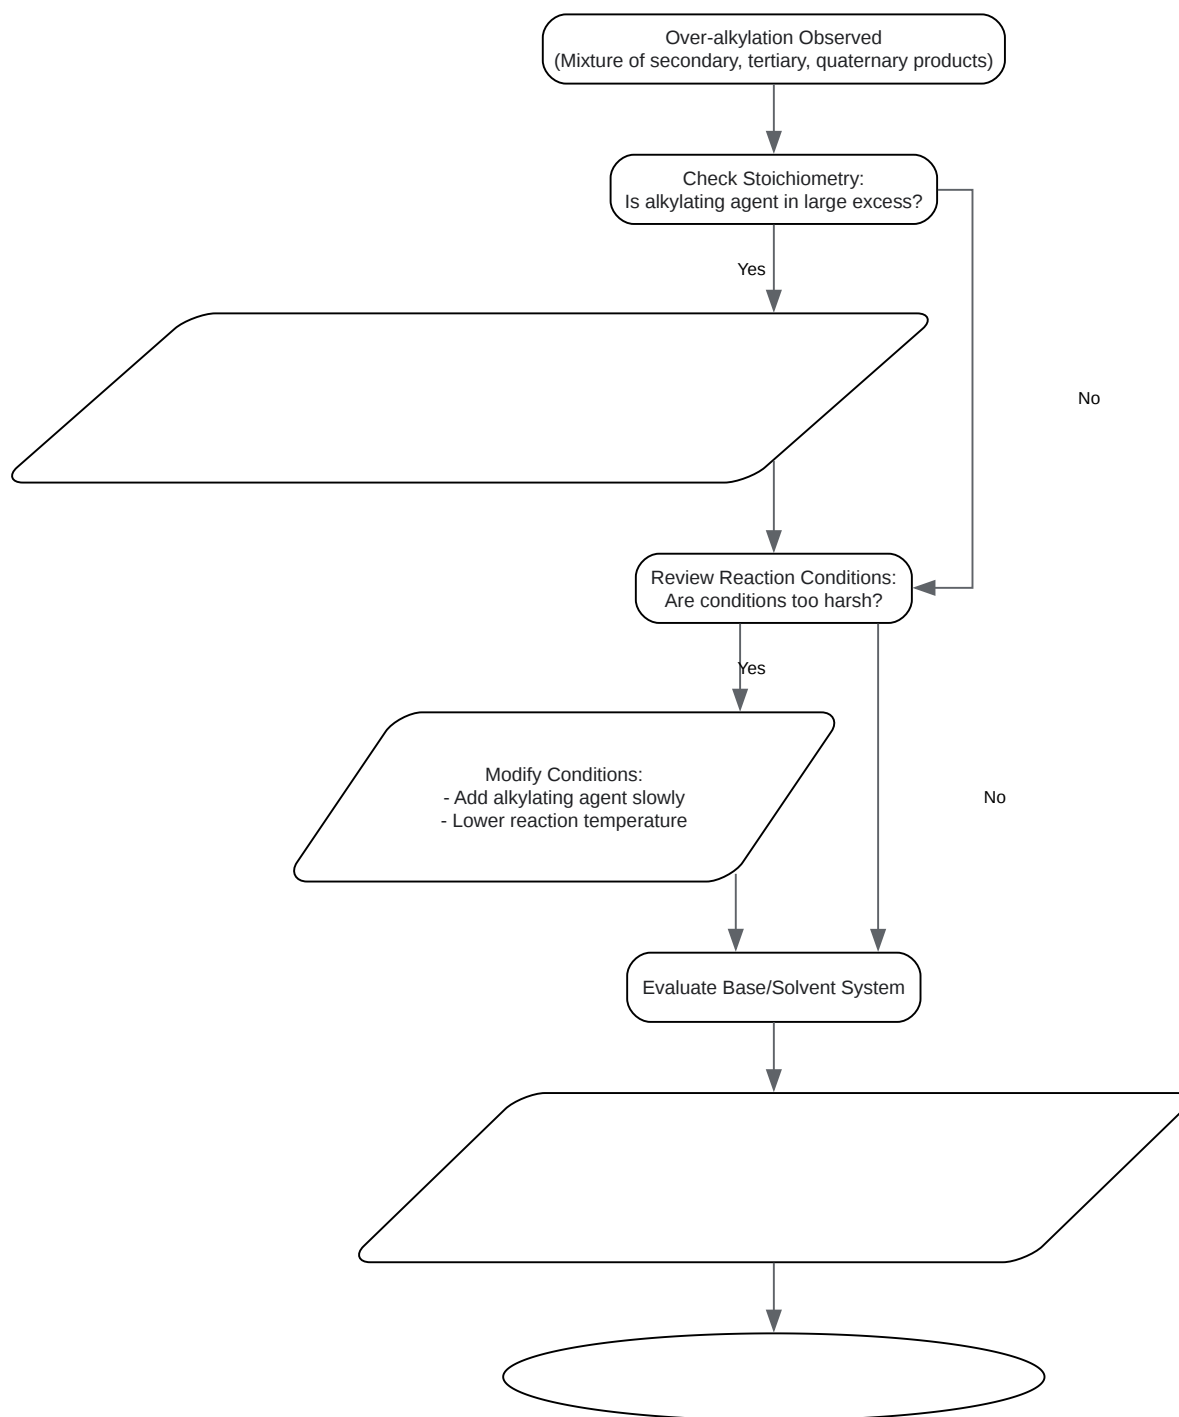 Over-alkylation Observed
(Mixture of secondary, tertiary, quaternary products)
Check Stoichiometry:
Is alkylating agent in large excess?
Yes
No
Review Reaction Conditions:
Are conditions too harsh?
Yes
Modify Conditions:
- Add alkylating agent slowly
- Lower reaction temperature
No
Evaluate Base/Solvent System